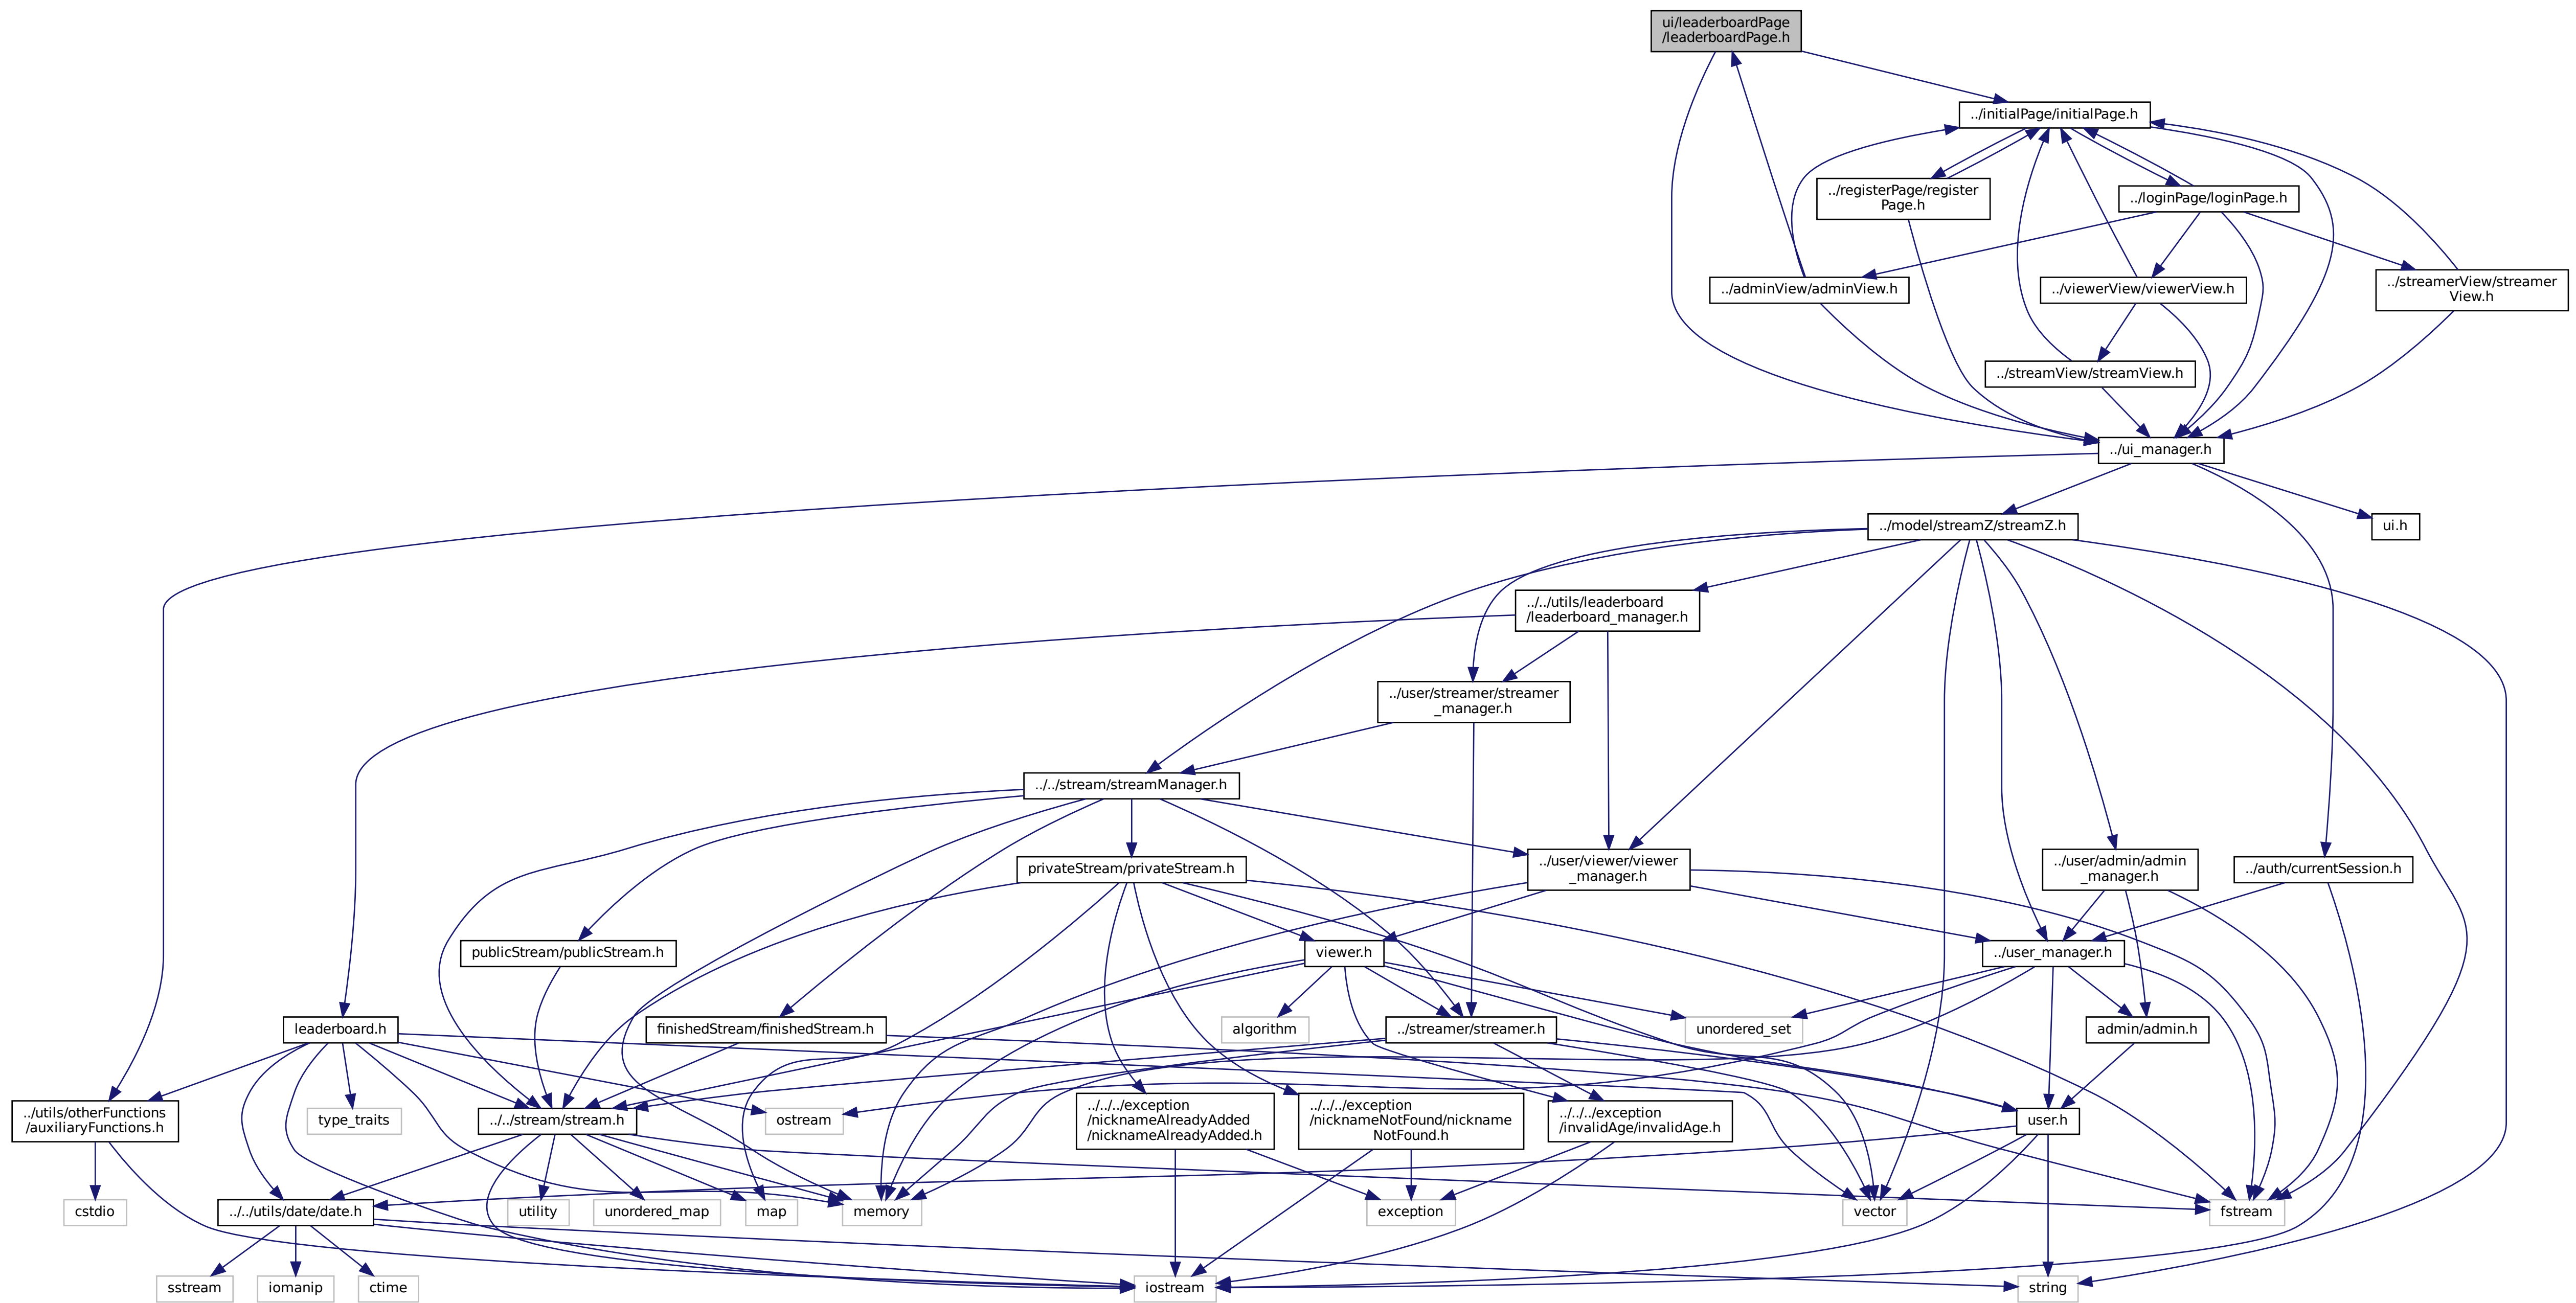 ui/leaderboardPage
/leaderboardPage.h
../initialPage/initialPage.h
../registerPage/register
Page.h
../loginPage/loginPage.h
../adminView/adminView.h
../viewerView/viewerView.h
../streamerView/streamer
View.h
../streamView/streamView.h
../ui_manager.h
../model/streamZ/streamZ.h
ui.h
../../utils/leaderboard
/leaderboard_manager.h
../user/streamer/streamer
_manager.h
../../stream/streamManager.h
privateStream/privateStream.h
../user/viewer/viewer
_manager.h
../user/admin/admin
_manager.h
../auth/currentSession.h
publicStream/publicStream.h
viewer.h
../user_manager.h
leaderboard.h
finishedStream/finishedStream.h
algorithm
../streamer/streamer.h
unordered_set
admin/admin.h
../utils/otherFunctions
/auxiliaryFunctions.h
type_traits
../../stream/stream.h
ostream
../../../exception
/nicknameAlreadyAdded
/nicknameAlreadyAdded.h
../../../exception
/nicknameNotFound/nickname
NotFound.h
../../../exception
/invalidAge/invalidAge.h
user.h
cstdio
../../utils/date/date.h
utility
unordered_map
map
memory
exception
vector
fstream
sstream
iomanip
ctime
iostream
string